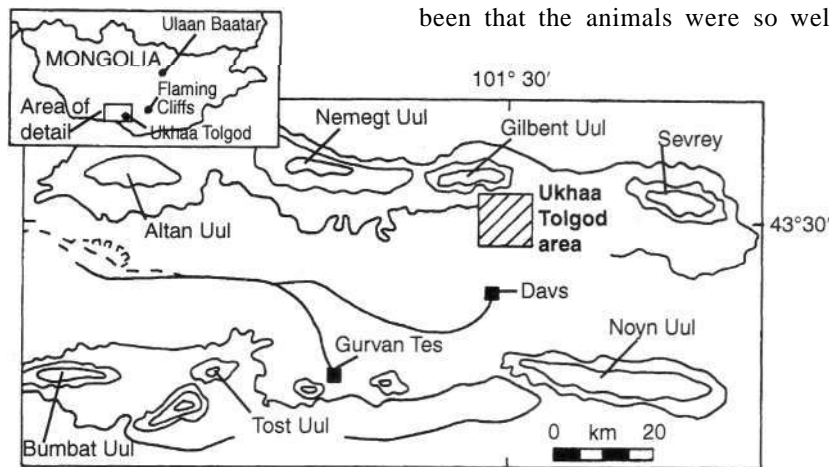 been that the animals were so wel
Ulaan Baatar
MONGOLIA
Flaming
Cliffs
Area of
detail
Ukhaa Tolgod
101° 30′
Nemegt Uul
Gilbent Uul
Sevrey
Ukhaa
Tolgod
area
Altan Uul
43°30′
Davs
Gurvan Tes
Noyn Uul
Tost Uul
Bumbat Uul
0 km 20